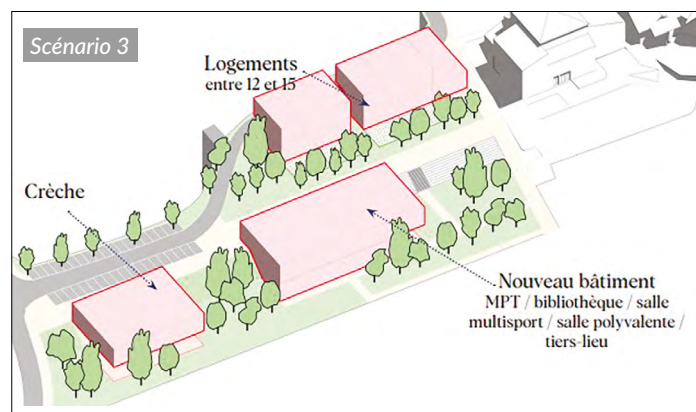 Scénario 3
Logements
entre 12 et 15
Crèche
Nouveau bâtiment
MPT / bibliothèque / salle
multisport / salle polyvalente /
tiers-lieu